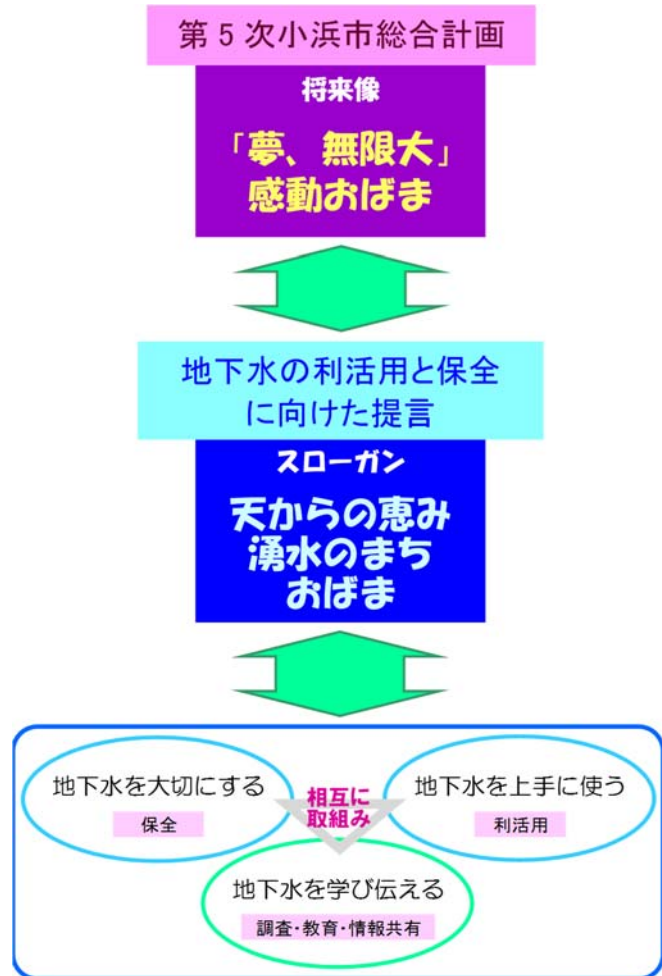 第5次小浜市総合計画
将来像
「夢、無限大」
感動おばま
地下水の利活用と保全
に向けた提言
スローガン
天からの恵み
湧水のまち
おばま
地下水を大切にする
保全
相互に
取組み
地下水を上手に使う
利活用
地下水を学び伝える
調査・教育・情報共有